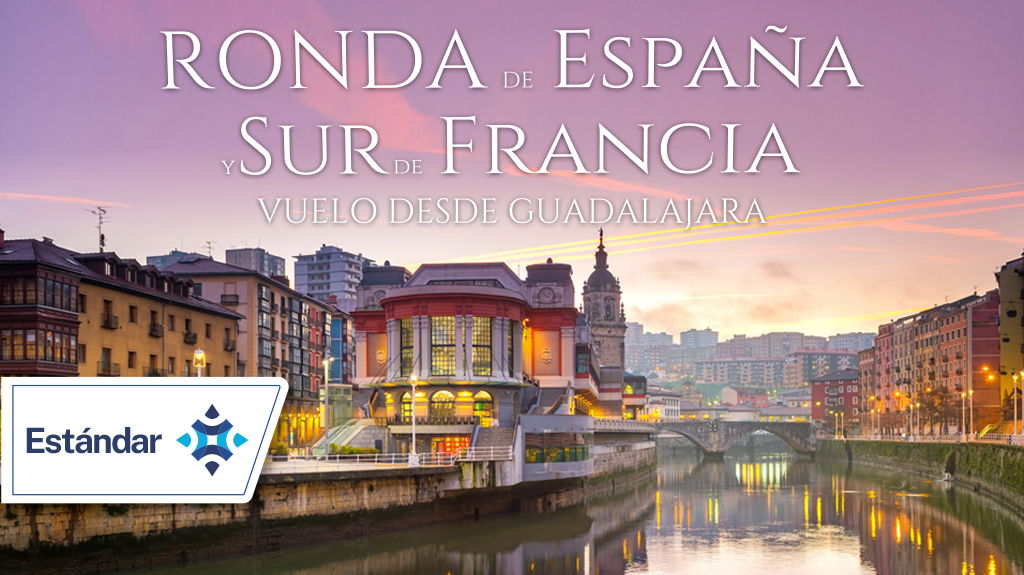 RONDA DE ESPAÑA
Y SUR DE FRANCIA
VUELO DESDE GUADALAJARA
Estándar